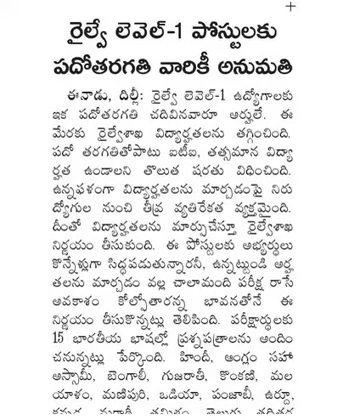 రైల్వే లెవెల్-1 పోస్టులకు
పదోతరగతి వారికీ అనుమతి
ఈనాడు, దిల్లీ: రైల్వే లెవెల్-1 ఉద్యోగాలకు
ఇక పదోతరగతి చదివినవారూ అర్హులే. ఈ
మేరకు రైల్వేశాఖ విద్యార్హతలను తగ్గించింది.
పదో తరగతితోపాటు ఐటీఐ, తత్సమాన విద్యా
ర్హత ఉండాలని తొలుత షరతు విధించింది.
ఉన్నఫళంగా విద్యార్హతలను మార్చడంపై నిరు
ద్యోగుల నుంచి తీవ్ర వ్యతిరేకత వ్యక్తమైంది.
దీంతో విద్యార్హతలను మార్పుచేస్తూ రైల్వేశాఖ
నిర్ణయం తీసుకుంది. ఈ పోస్టులకు అభ్యర్థులు
కొన్నేళ్లుగా సిద్ధపడుతున్నారనీ, ఉన్నట్టుండి అర్హ
తలను మార్చడం వల్ల చాలామంది పరీక్ష రాసే
అవకాశం కోల్పోతారన్న భావనతోనే ఈ
నిర్ణయం తీసుకొన్నట్లు తెలిపింది. పరీక్షార్థులకు
15 భారతీయ భాషల్లో ప్రశ్నపత్రాలను అందిం
చనున్నట్లు పేర్కొంది. హిందీ, ఆంగ్లం సహా
అస్సామీ, బెంగాలీ, గుజరాతీ, కొంకణి, మల
యాళం, మణిపురి, ఒడియా, పంజాబీ, ఉర్దూ,